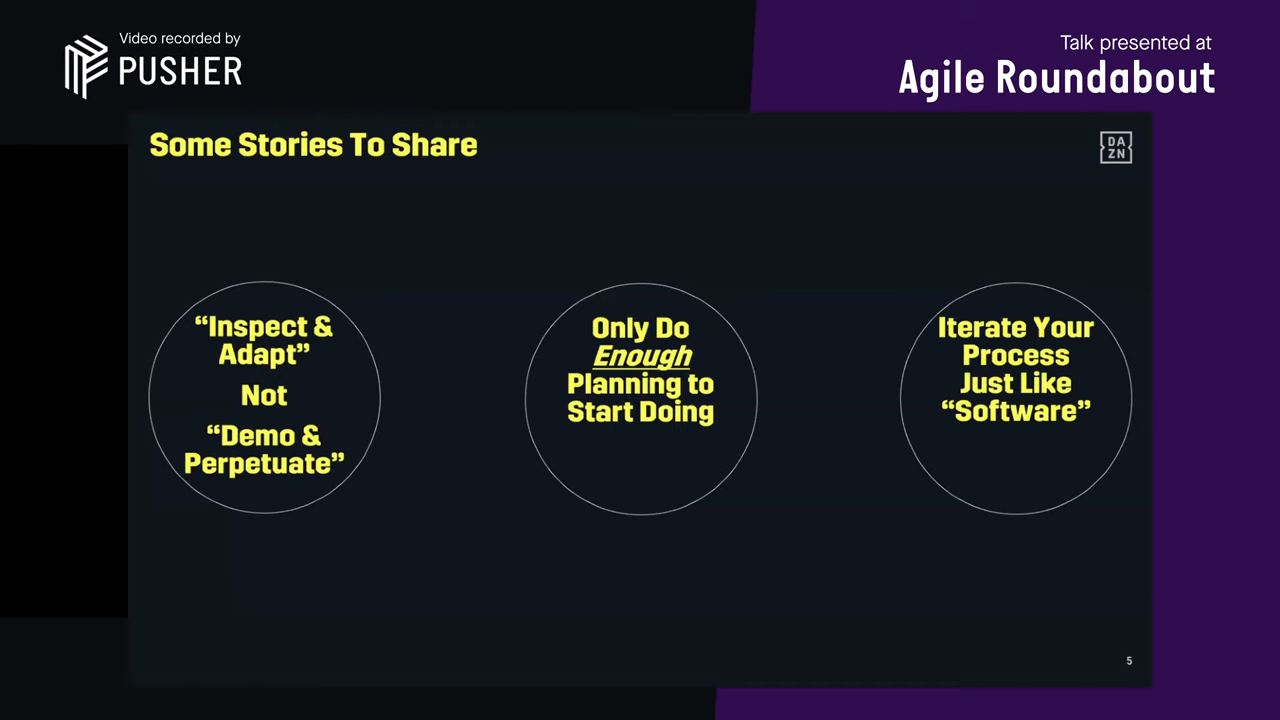 Video recorded by
PUSHER
Talk presented at
Agile Roundabout
Some Stories To Share
DA
ZN
“Inspect &
Adapt”
Not
“Demo &
Perpetuate”
Only Do
Enough
Planning to
Start Doing
Iterate Your
Process
Just Like
“Software”
5